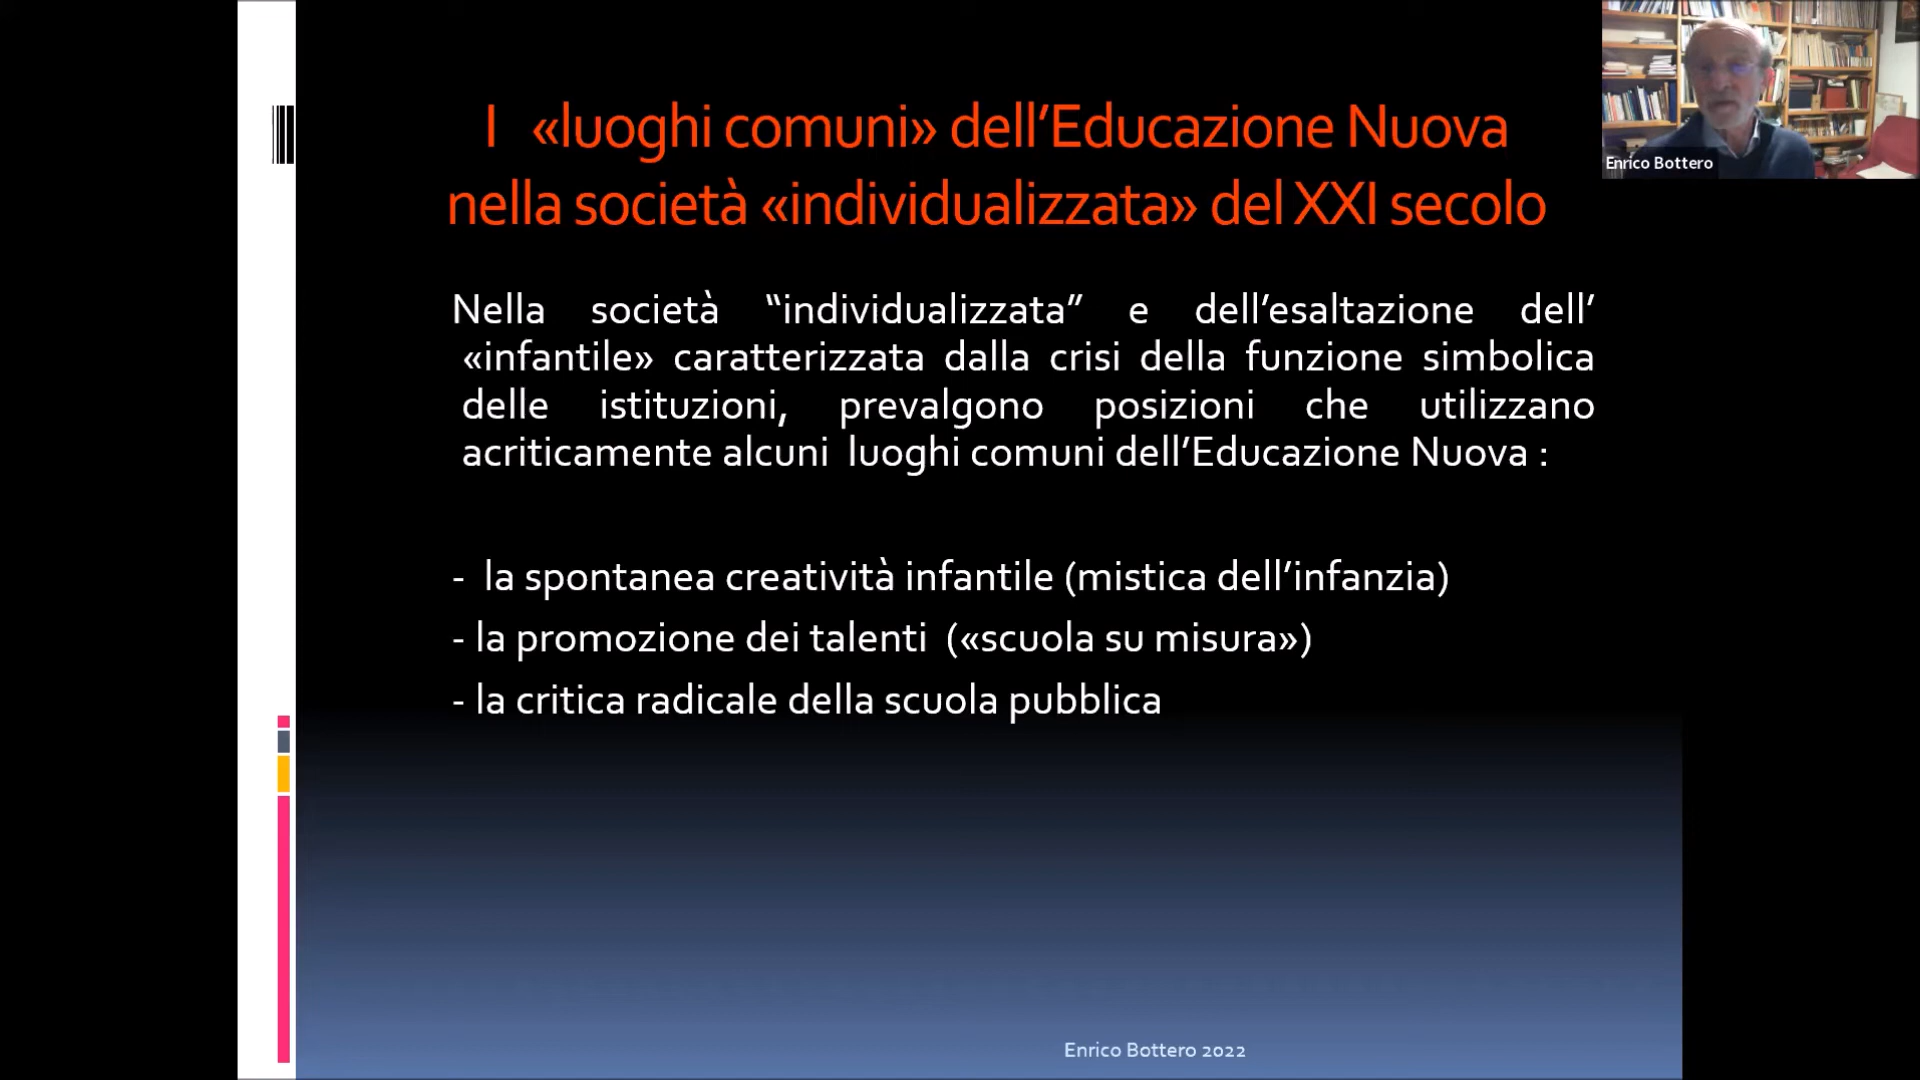 I «luoghi comuni» dell’Educazione Nuova
nella società «individualizzata» del XXI secolo
Enrico Bottero
Nella società “individualizzata” e dell’esaltazione dell’
«infantile» caratterizzata dalla crisi della funzione simbolica
delle istituzioni, prevalgono posizioni che utilizzano
acriticamente alcuni luoghi comuni dell’Educazione Nuova :
- la spontanea creatività infantile (mistica dell’infanzia)
- la promozione dei talenti («scuola su misura»)
- la critica radicale della scuola pubblica
Enrico Bottero 2022